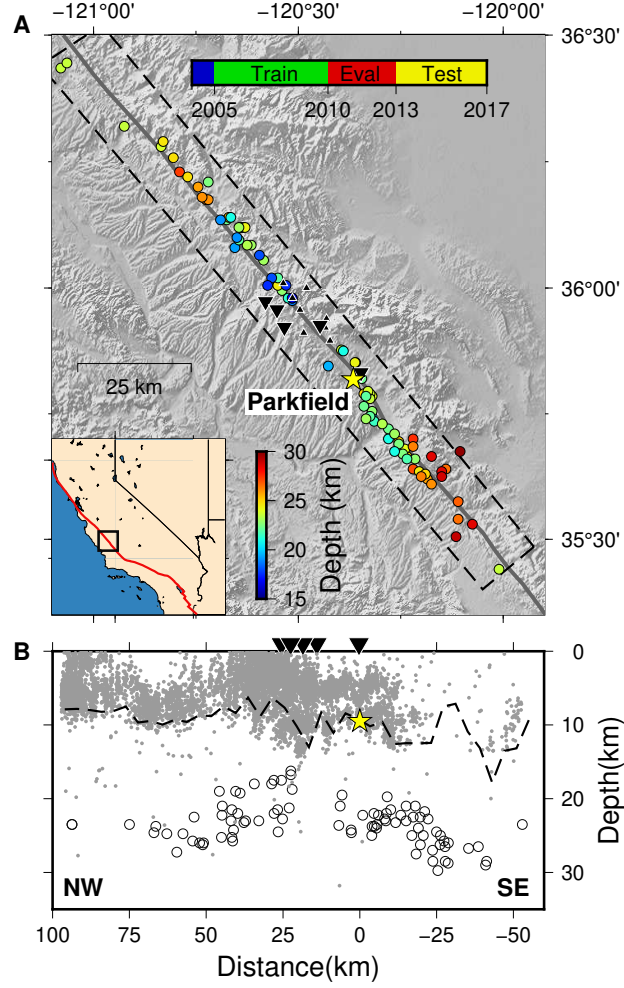 −121°00' −120°30' −120°00'
A
36°30'
Train Eval Test
2005 2010 2013 2017
36°00'
25 km
Parkfield
30
25
20
15
Depth (km)
35°30'
B
0
10
20
30
Depth(km)
NW SE
100 75 50 25 0 −25 −50
Distance(km)